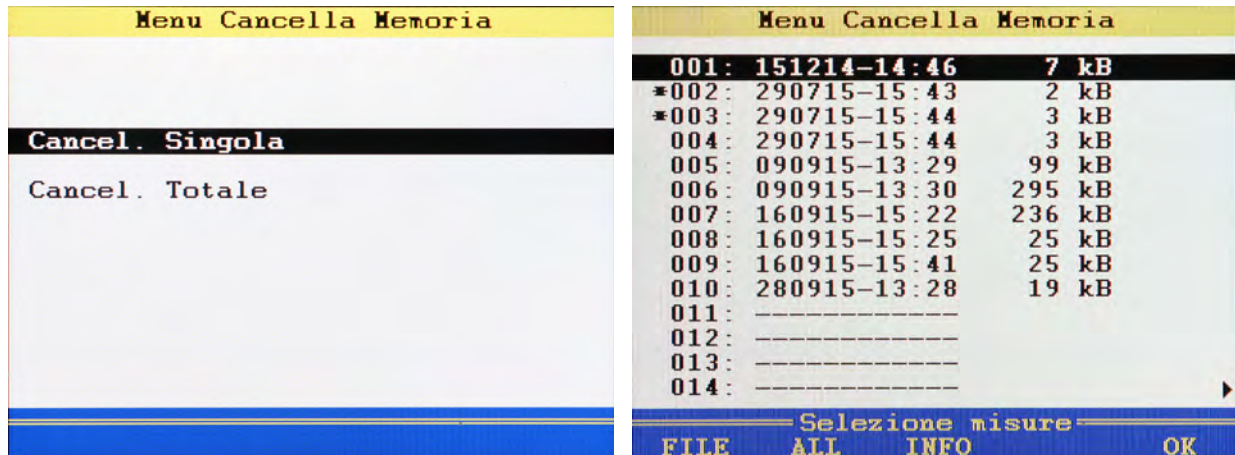 Menu Cancella Memoria
Cancel. Singola
Cancel. Totale
Menu Cancella Memoria
001: 151214-14:46 7 kB
*002: 290715-15:43 2 kB
*003: 290715-15:44 3 kB
004: 290715-15:44 3 kB
005: 090915-13:29 99 kB
006: 090915-13:30 295 kB
007: 160915-15:22 236 kB
008: 160915-15:25 25 kB
009: 160915-15:41 25 kB
010: 280915-13:28 19 kB
011: ------------
012: ------------
013: ------------
014: ------------
Selezione misure
FILE ALL INFO OK